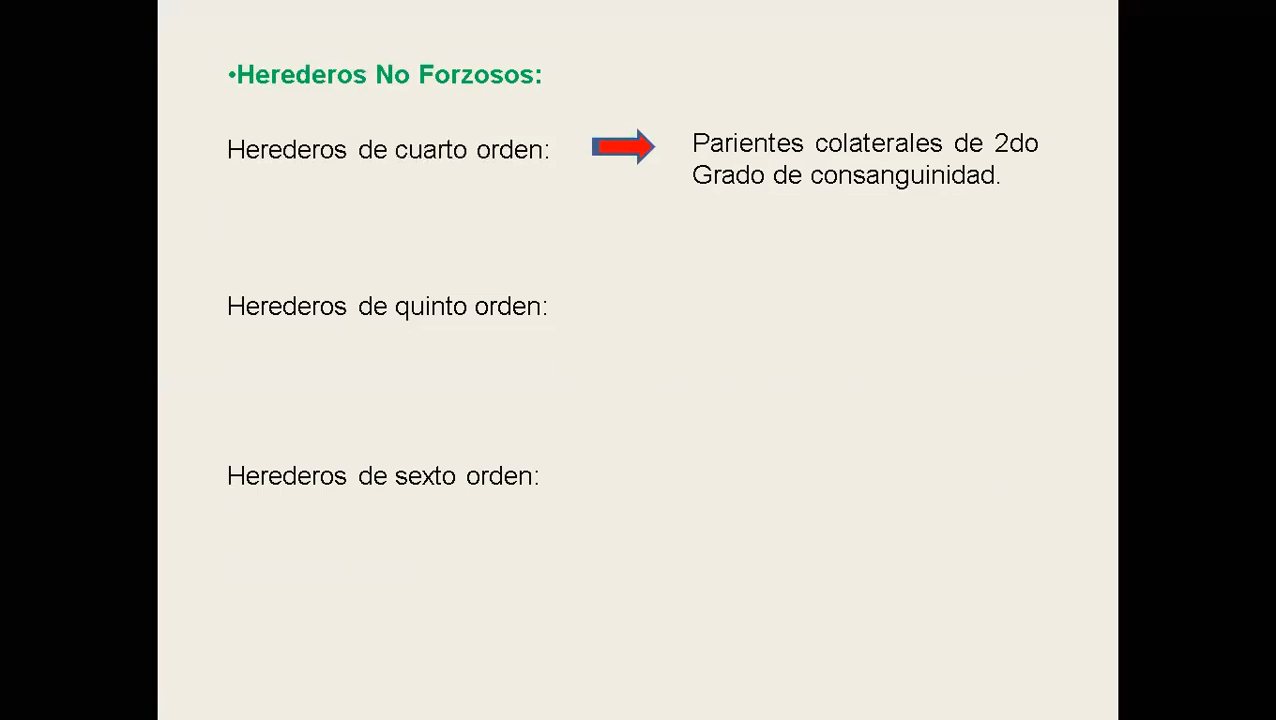 •Herederos No Forzosos:
Herederos de cuarto orden:
Parientes colaterales de 2do
Grado de consanguinidad.
Herederos de quinto orden:
Herederos de sexto orden: